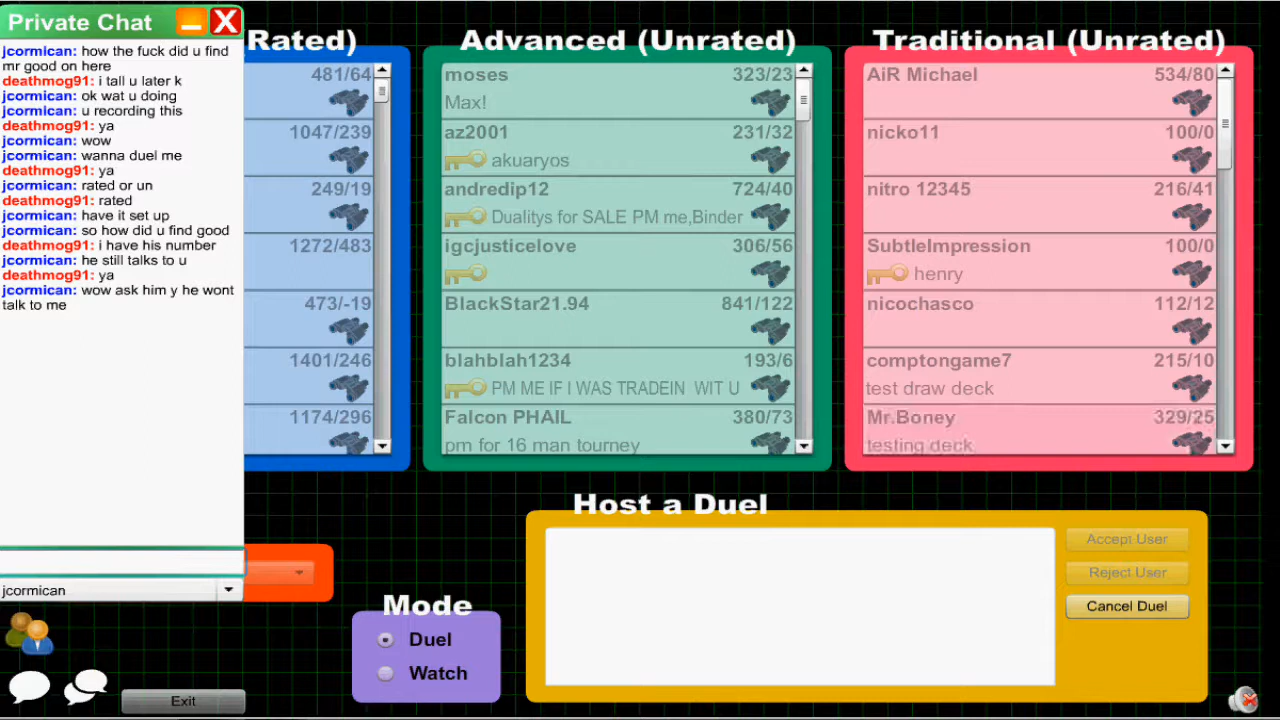 Private Chat
jcormican: how the fuck did u find
mr good on here
deathmog91: i tall u later k
jcormican: ok wat u doing
jcormican: u recording this
deathmog91: ya
jcormican: wow
jcormican: wanna duel me
deathmog91: ya
jcormican: rated or un
deathmog91: rated
jcormican: have it set up
jcormican: so how did u find good
deathmog91: i have his number
jcormican: he still talks to u
deathmog91: ya
jcormican: wow ask him y he wont
talk to me
jcormican
Exit
Rated)
481/64
1047/239
249/19
1272/483
473/-19
1401/246
1174/296
Advanced (Unrated)
moses 323/23
Max!
az2001 231/32
akuaryos
andredip12 724/40
Dualitys for SALE PM me,Binder
igcjusticelove 306/56
BlackStar21.94 841/122
blahblah1234 193/6
PM ME IF I WAS TRADEIN WIT U
Falcon PHAIL 380/73
pm for 16 man tourney
Traditional (Unrated)
AiR Michael 534/80
nicko11 100/0
nitro 12345 216/41
SubtleImpression 100/0
henry
nicochasco 112/12
comptongame7 215/10
test draw deck
Mr.Boney 329/25
testing deck
Mode
Duel
Watch
Host a Duel
Accept User
Reject User
Cancel Duel